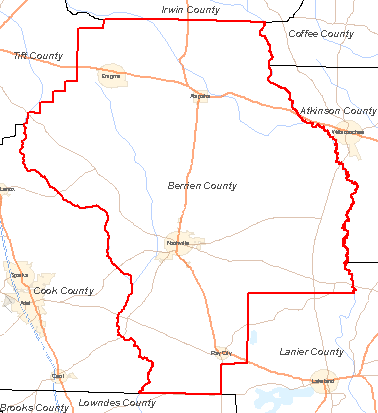 Irwin County
Coffee County
Tift County
Enigma
Alapaha
Atkinson County
Willacoochee
Berrien County
Lenox
Nashville
Sparks
Cook County
Adel
Ray City
Lanier County
Cecil
Lakeland
Lowndes County
Brooks County